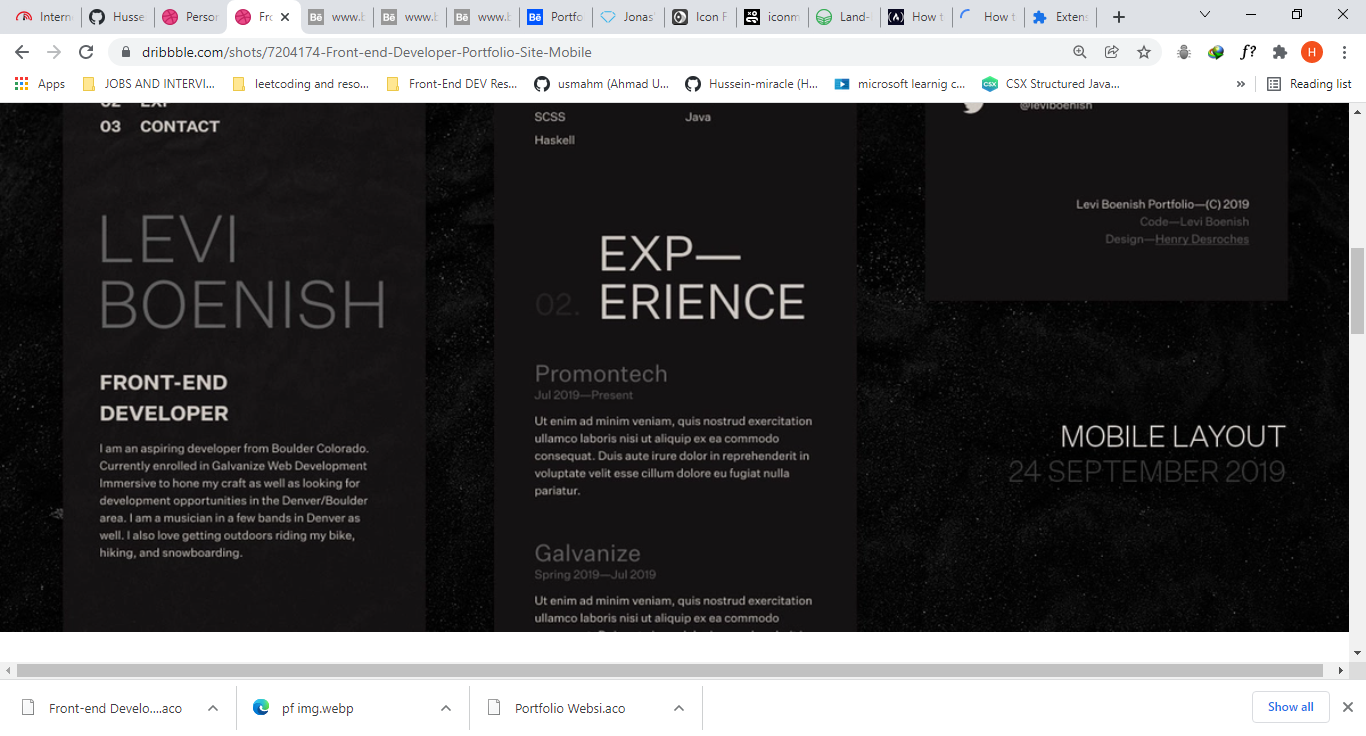 Intern
Husse
Person
Fr
www.b
www.b
www.b
Portfo
Jonas
Icon F
iconm
Land-
How t
How t
Extens
dribbble.com/shots/7204174-Front-end-Developer-Portfolio-Site-Mobile
Apps
JOBS AND INTERVI...
leetcoding and reso...
Front-End DEV Res...
usmahm (Ahmad U...
Hussein-miracle (H...
microsoft learnig c...
CSX Structured Java...
»
Reading list
02 EXP
03 CONTACT
LEVI
BOENISH
FRONT-END
DEVELOPER
I am an aspiring developer from Boulder Colorado.
Currently enrolled in Galvanize Web Development
Immersive to hone my craft as well as looking for
development opportunities in the Denver/Boulder
area. I am a musician in a few bands in Denver as
well. I also love getting outdoors riding my bike,
hiking, and snowboarding.
SCSS
Java
Haskell
EXP—
02. ERIENCE
Promontech
Jul 2019—Present
Ut enim ad minim veniam, quis nostrud exercitation
ullamco laboris nisi ut aliquip ex ea commodo
consequat. Duis aute irure dolor in reprehenderit in
voluptate velit esse cillum dolore eu fugiat nulla
pariatur.
Galvanize
Spring 2019—Jul 2019
Ut enim ad minim veniam, quis nostrud exercitation
ullamco laboris nisi ut aliquip ex ea commodo
@leviboenish
Levi Boenish Portfolio—(C) 2019
Code—Levi Boenish
Design—Henry Desroches
MOBILE LAYOUT
24 SEPTEMBER 2019
Front-end Develo....aco
pf img.webp
Portfolio Websi.aco
Show all